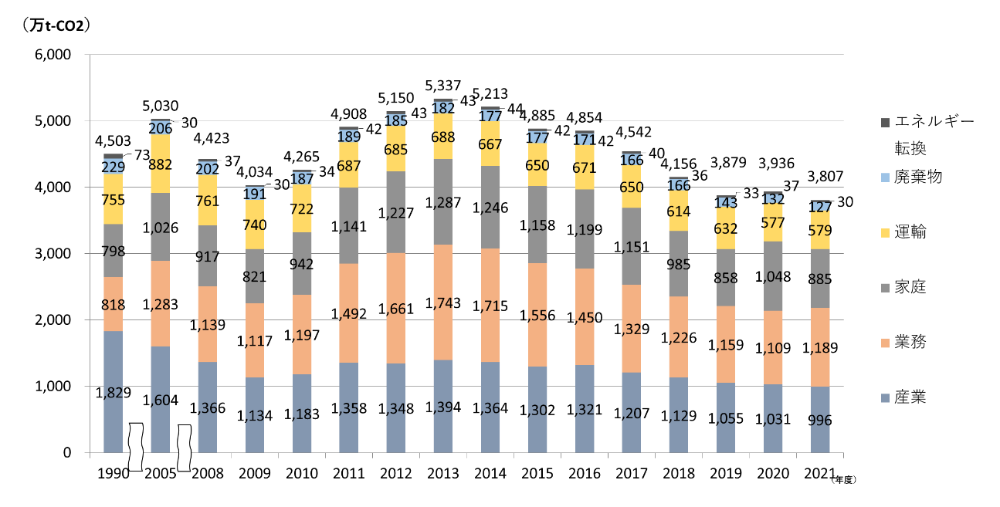 （万t-CO2）
6,000
5,000
4,000
3,000
2,000
1,000
0
4,503 73 229 755 798 818 1,829
5,030 30 206 882 1,026 1,283 1,604
4,423 37 202 761 917 1,139 1,366
4,034 30 191 740 821 1,117 1,134
4,265 34 187 722 942 1,197 1,183
4,908 42 189 687 1,141 1,492 1,358
5,150 43 185 685 1,227 1,661 1,348
5,337 43 182 688 1,287 1,743 1,394
5,213 44 177 667 1,246 1,715 1,364
4,885 42 177 650 1,158 1,556 1,302
4,854 42 171 671 1,199 1,450 1,321
4,542 40 166 650 1,151 1,329 1,207
4,156 36 166 614 985 1,226 1,129
3,879 33 143 632 858 1,159 1,055
3,936 37 132 577 1,048 1,109 1,031
3,807 30 127 579 885 1,189 996
1990 2005 2008 2009 2010 2011 2012 2013 2014 2015 2016 2017 2018 2019 2020 2021
（年度）
エネルギー
転換
廃棄物
運輸
家庭
業務
産業